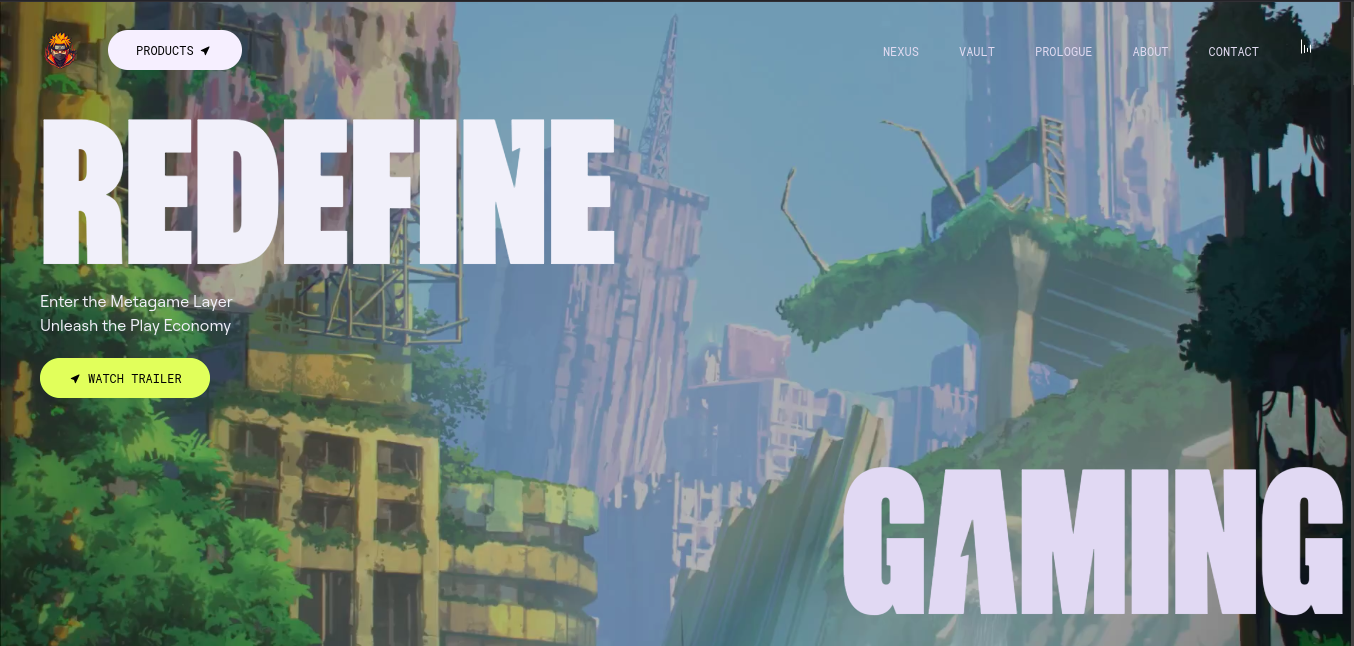 PRODUCTS
NEXUS VAULT PROLOGUE ABOUT CONTACT
REDEFINE
Enter the Metagame Layer
Unleash the Play Economy
WATCH TRAILER
GAMING